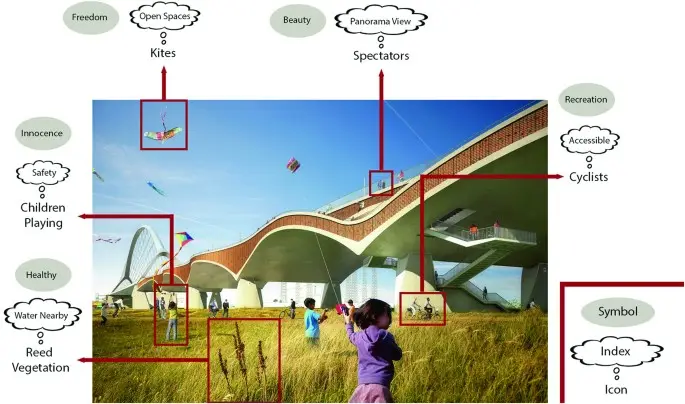 Freedom
Open Spaces
Kites
Beauty
Panorama View
Spectators
Recreation
Accessible
Cyclists
Innocence
Safety
Children
Playing
Healthy
Water Nearby
Reed
Vegetation
Symbol
Index
Icon